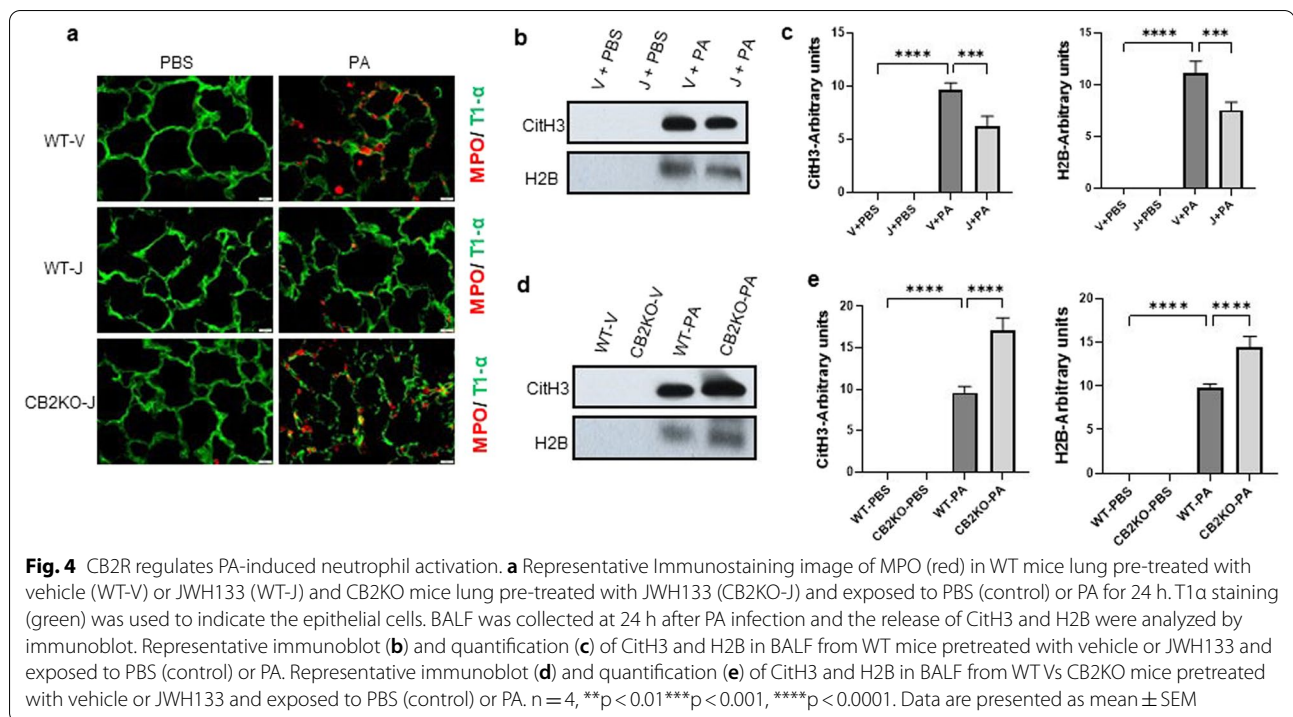 a
PBS PA
WT-V
WT-J
CB2KO-J
MPO/ T1-α
MPO/ T1-α
MPO/ T1-α
b
V + PBS J + PBS V + PA J + PA
CitH3
H2B
c
CitH3-Arbitrary units
15
10
5
0
**** ***
V+PBS J+PBS V+PA J+PA
H2B-Arbitrary units
15
10
5
0
**** ***
V+PBS J+PBS V+PA J+PA
d
WT-V CB2KO-V WT-PA CB2KO-PA
CitH3
H2B
e
CitH3-Arbitrary units
20
15
10
5
0
**** ****
WT-PBS CB2KO-PBS WT-PA CB2KO-PA
H2B-Arbitrary units
20
15
10
5
0
**** ****
WT-PBS CB2KO-PBS WT-PA CB2KO-PA
Fig. 4 CB2R regulates PA-induced neutrophil activation. a Representative Immunostaining image of MPO (red) in WT mice lung pre-treated with
vehicle (WT-V) or JWH133 (WT-J) and CB2KO mice lung pre-treated with JWH133 (CB2KO-J) and exposed to PBS (control) or PA for 24 h. T1α staining
(green) was used to indicate the epithelial cells. BALF was collected at 24 h after PA infection and the release of CitH3 and H2B were analyzed by
immunoblot. Representative immunoblot (b) and quantification (c) of CitH3 and H2B in BALF from WT mice pretreated with vehicle or JWH133 and
exposed to PBS (control) or PA. Representative immunoblot (d) and quantification (e) of CitH3 and H2B in BALF from WT Vs CB2KO mice pretreated
with vehicle or JWH133 and exposed to PBS (control) or PA. n = 4, **p < 0.01***p < 0.001, ****p < 0.0001. Data are presented as mean ± SEM